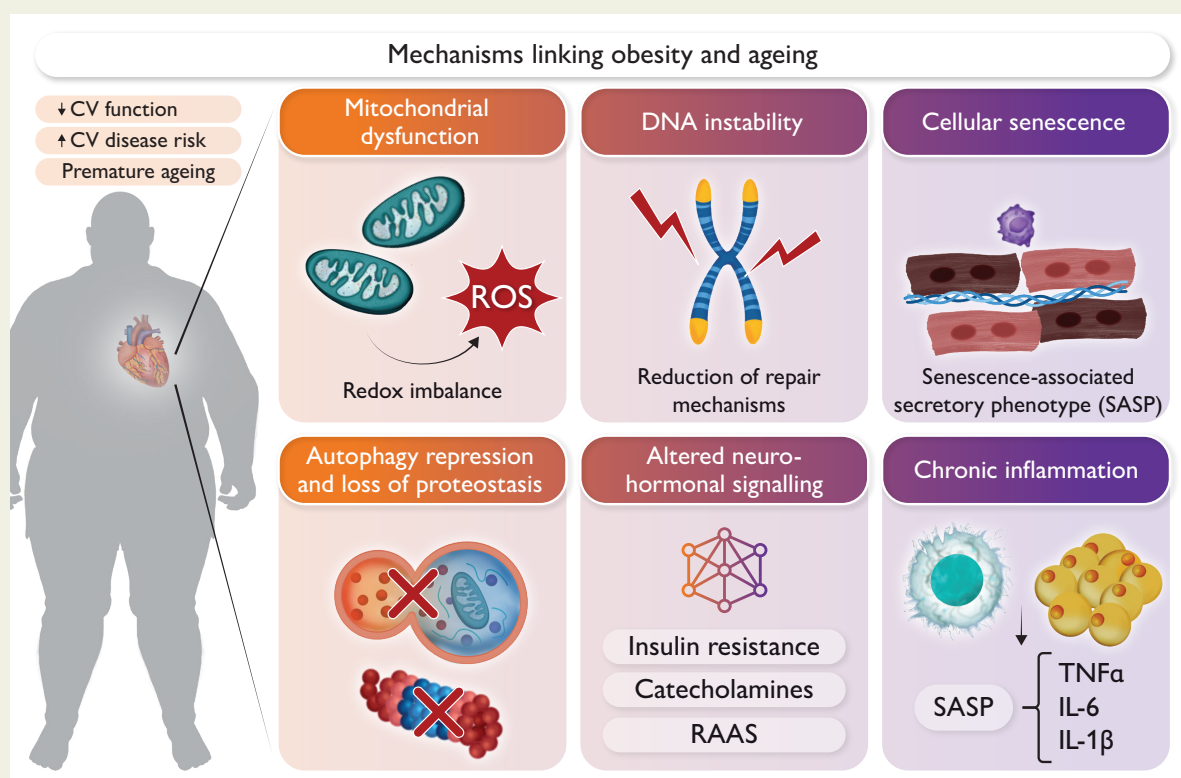 Mechanisms linking obesity and ageing
↓ CV function
↑ CV disease risk
Premature ageing
Mitochondrial
dysfunction
ROS
Redox imbalance
DNA instability
Reduction of repair
mechanisms
Cellular senescence
Senescence-associated
secretory phenotype (SASP)
Autophagy repression
and loss of proteostasis
Altered neuro-
hormonal signalling
Insulin resistance
Catecholamines
RAAS
Chronic inflammation
SASP
TNFα
IL-6
IL-1β